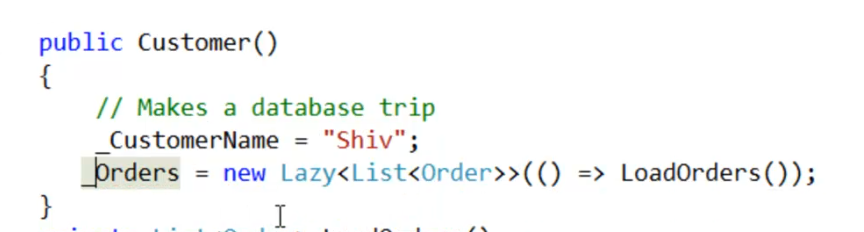 public Customer()
{
// Makes a database trip
_CustomerName = "Shiv";
_Orders = new Lazy<List<Order>>(() => LoadOrders());
}